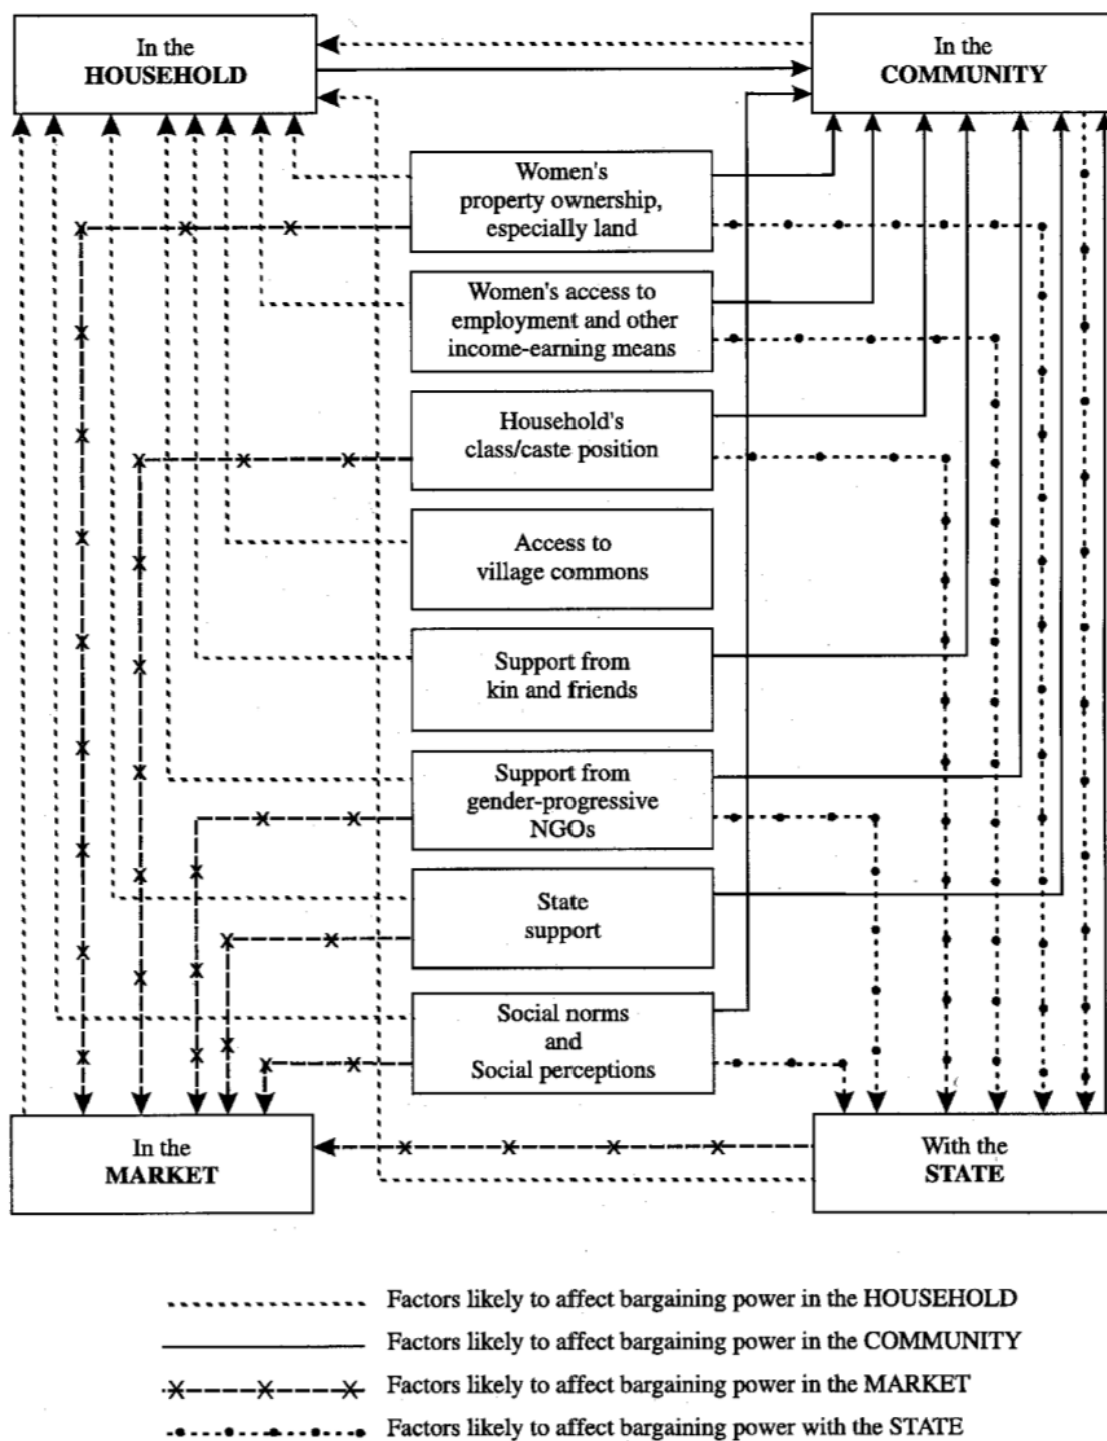 In the
HOUSEHOLD
In the
COMMUNITY
Women's
property ownership,
especially land
Women's access to
employment and other
income-earning means
Household's
class/caste position
Access to
village commons
Support from
kin and friends
Support from
gender-progressive
NGOs
State
support
Social norms
and
Social perceptions
In the
MARKET
With the
STATE
Factors likely to affect bargaining power in the HOUSEHOLD
Factors likely to affect bargaining power in the COMMUNITY
Factors likely to affect bargaining power in the MARKET
Factors likely to affect bargaining power with the STATE